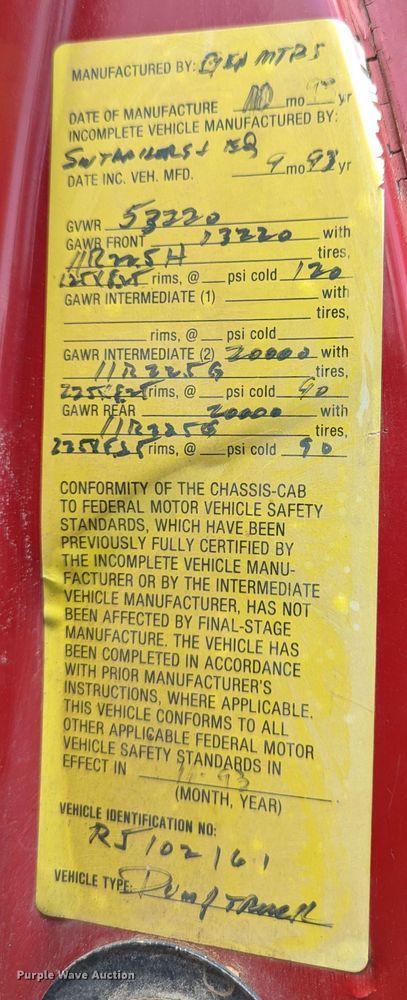 MANUFACTURED BY: GEN MTRS
DATE OF MANUFACTURE 10 mo yr
INCOMPLETE VEHICLE MANUFACTURED BY:
DATE INC. VEH. MFD. 9 mo 93 yr
GVWR 53220
GAWR FRONT 13220 with
11R225H tires,
rims, @ psi cold 120
GAWR INTERMEDIATE (1) with
tires,
rims, @ psi cold
GAWR INTERMEDIATE (2) 20000 with
11R225G tires,
rims, @ psi cold 90
GAWR REAR 20000 with
11R225G tires,
rims, @ psi cold 90
CONFORMITY OF THE CHASSIS-CAB
TO FEDERAL MOTOR VEHICLE SAFETY
STANDARDS, WHICH HAVE BEEN
PREVIOUSLY FULLY CERTIFIED BY
THE INCOMPLETE VEHICLE MANU-
FACTURER OR BY THE INTERMEDIATE
VEHICLE MANUFACTURER, HAS NOT
BEEN AFFECTED BY FINAL-STAGE
MANUFACTURE. THE VEHICLE HAS
BEEN COMPLETED IN ACCORDANCE
WITH PRIOR MANUFACTURER'S
INSTRUCTIONS, WHERE APPLICABLE.
THIS VEHICLE CONFORMS TO ALL
OTHER APPLICABLE FEDERAL MOTOR
VEHICLE SAFETY STANDARDS IN
EFFECT IN 11-93
(MONTH, YEAR)
VEHICLE IDENTIFICATION NO:
RJ102161
VEHICLE TYPE: DUMP TRUCK
Purple Wave Auction